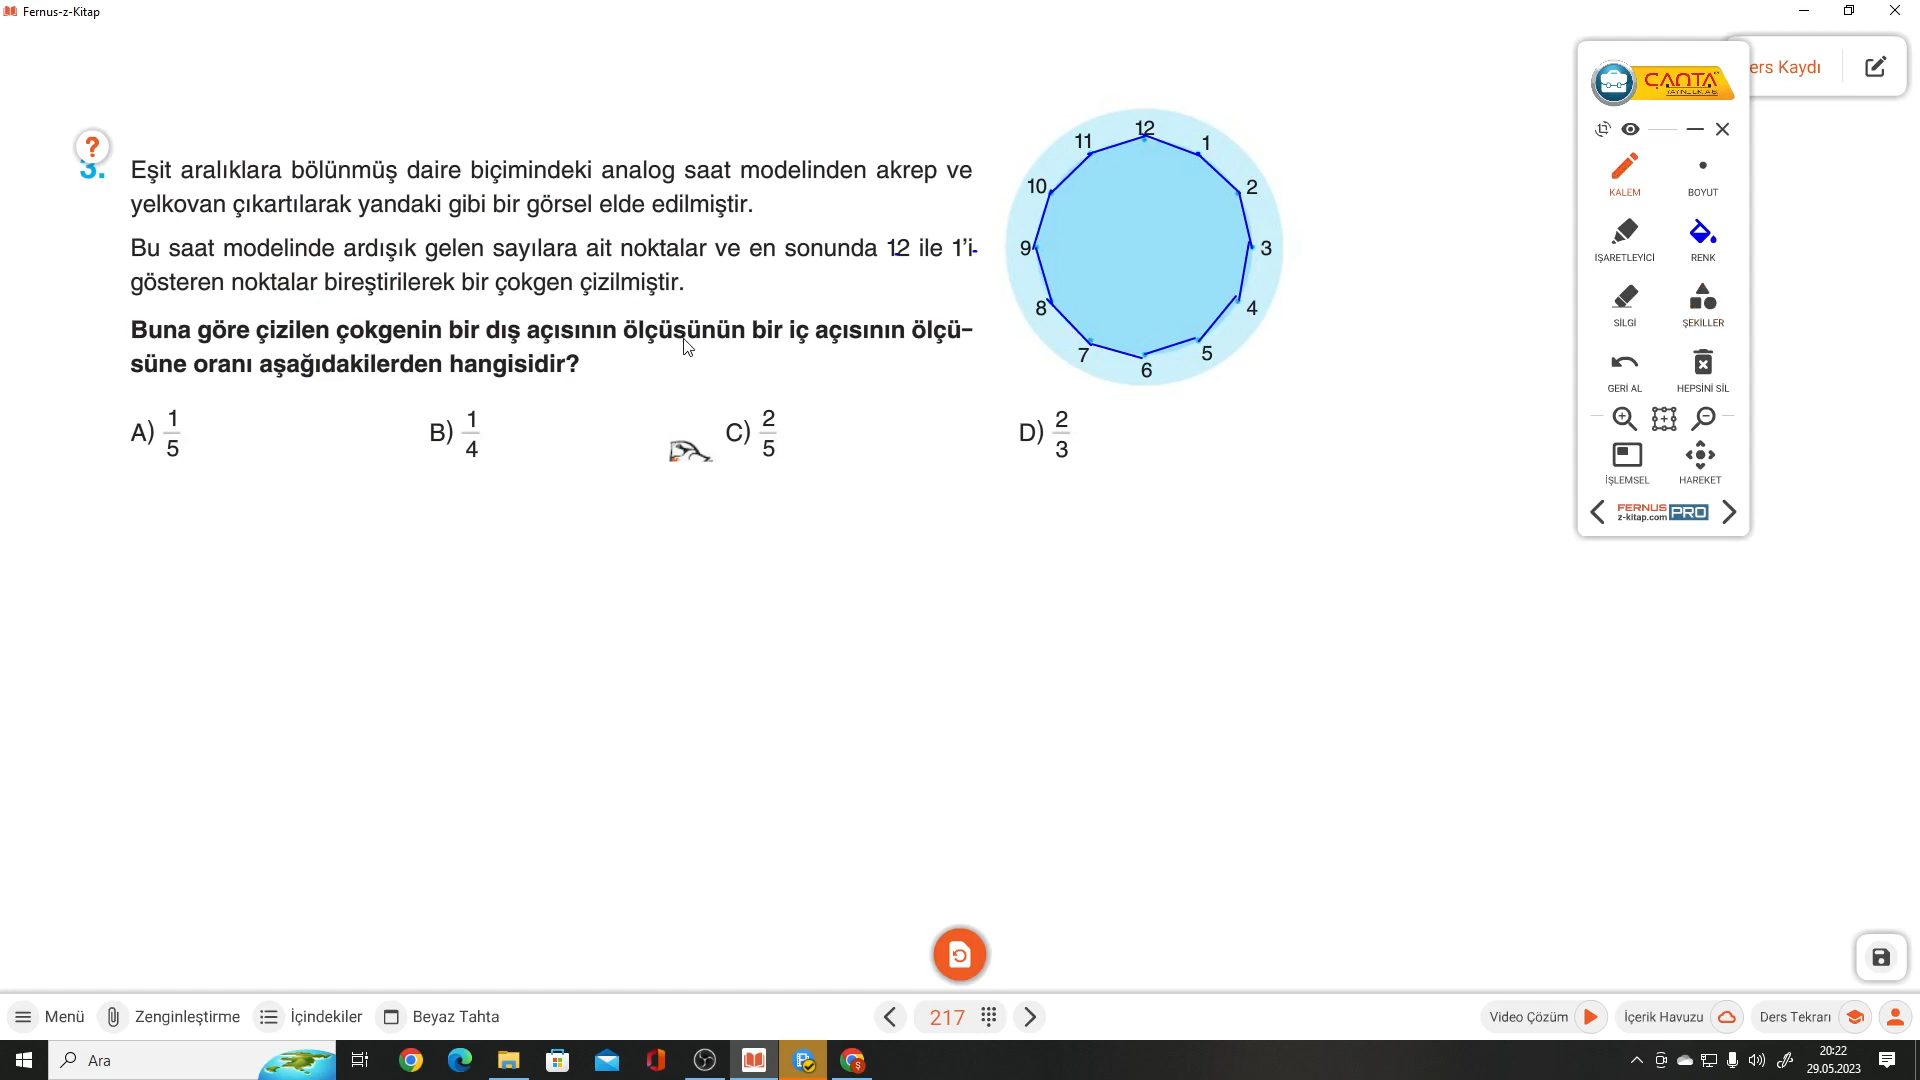 Fernus-z-Kitap
ers Kaydı
ÇANTA
YAYINCILIK A.Ş.
?
3.
Eşit aralıklara bölünmüş daire biçimindeki analog saat modelinden akrep ve
yelkovan çıkartılarak yandaki gibi bir görsel elde edilmiştir.
Bu saat modelinde ardışık gelen sayılara ait noktalar ve en sonunda 12 ile 1’i
gösteren noktalar bireştirilerek bir çokgen çizilmiştir.
Buna göre çizilen çokgenin bir dış açısının ölçüsünün bir iç açısının ölçü-
süne oranı aşağıdakilerden hangisidir?
A) 1/5
B) 1/4
C) 2/5
D) 2/3
12
1
2
3
4
5
6
7
8
9
10
11
KALEM
BOYUT
İŞARETLEYİCİ
RENK
SİLGİ
ŞEKİLLER
GERİ AL
HEPSİNİ SİL
İŞLEMSEL
HAREKET
FERNUS
z-kitap.com
PRO
Menü
Zenginleştirme
İçindekiler
Beyaz Tahta
217
Video Çözüm
İçerik Havuzu
Ders Tekrarı
Ara
20:22
29.05.2023